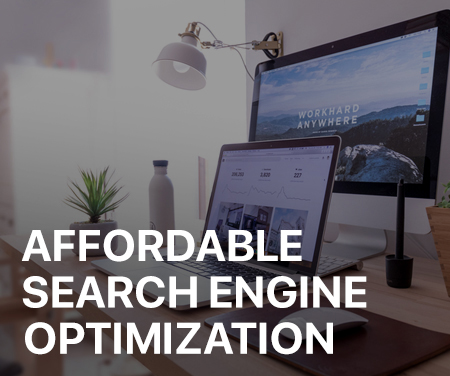 WORKHARD
ANYWHERE
AFFORDABLE
SEARCH ENGINE
OPTIMIZATION